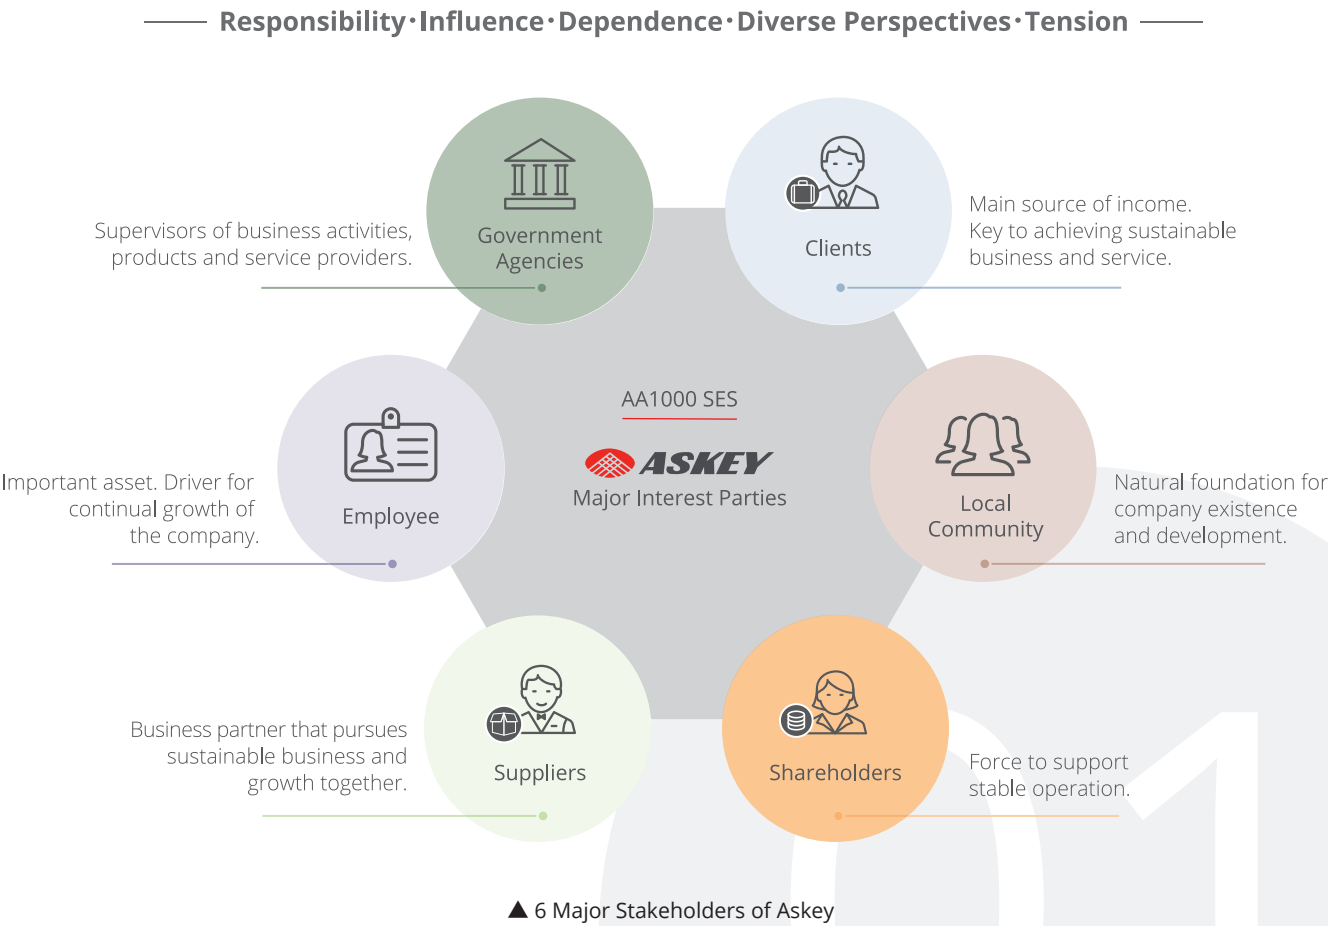 Responsibility·Influence·Dependence·Diverse Perspectives·Tension
Government
Agencies
Supervisors of business activities,
products and service providers.
Clients
Main source of income.
Key to achieving sustainable
business and service.
AA1000 SES
ASKEY
Major Interest Parties
Employee
Important asset. Driver for
continual growth of
the company.
Local
Community
Natural foundation for
company existence
and development.
Suppliers
Business partner that pursues
sustainable business and
growth together.
Shareholders
Force to support
stable operation.
01
▲ 6 Major Stakeholders of Askey